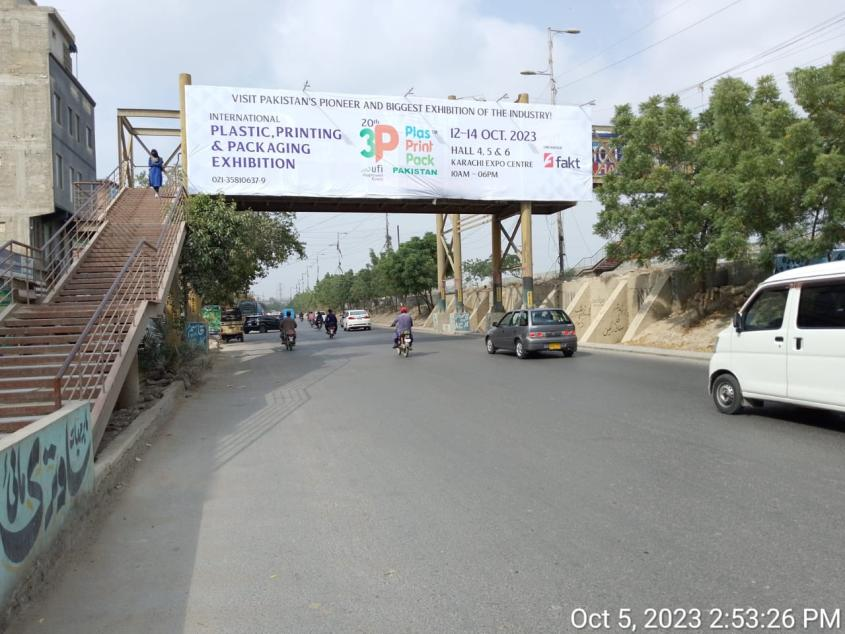 VISIT PAKISTAN'S PIONEER AND BIGGEST EXHIBITION OF THE INDUSTRY!
INTERNATIONAL
PLASTIC, PRINTING
& PACKAGING
EXHIBITION
021-35810637-9
20th
3P
Plas
Print
Pack
PAKISTAN
ufi
12-14 OCT. 2023
HALL 4, 5 & 6
KARACHI EXPO CENTRE
10AM - 06PM
fakt
Oct 5, 2023 2:53:26 PM